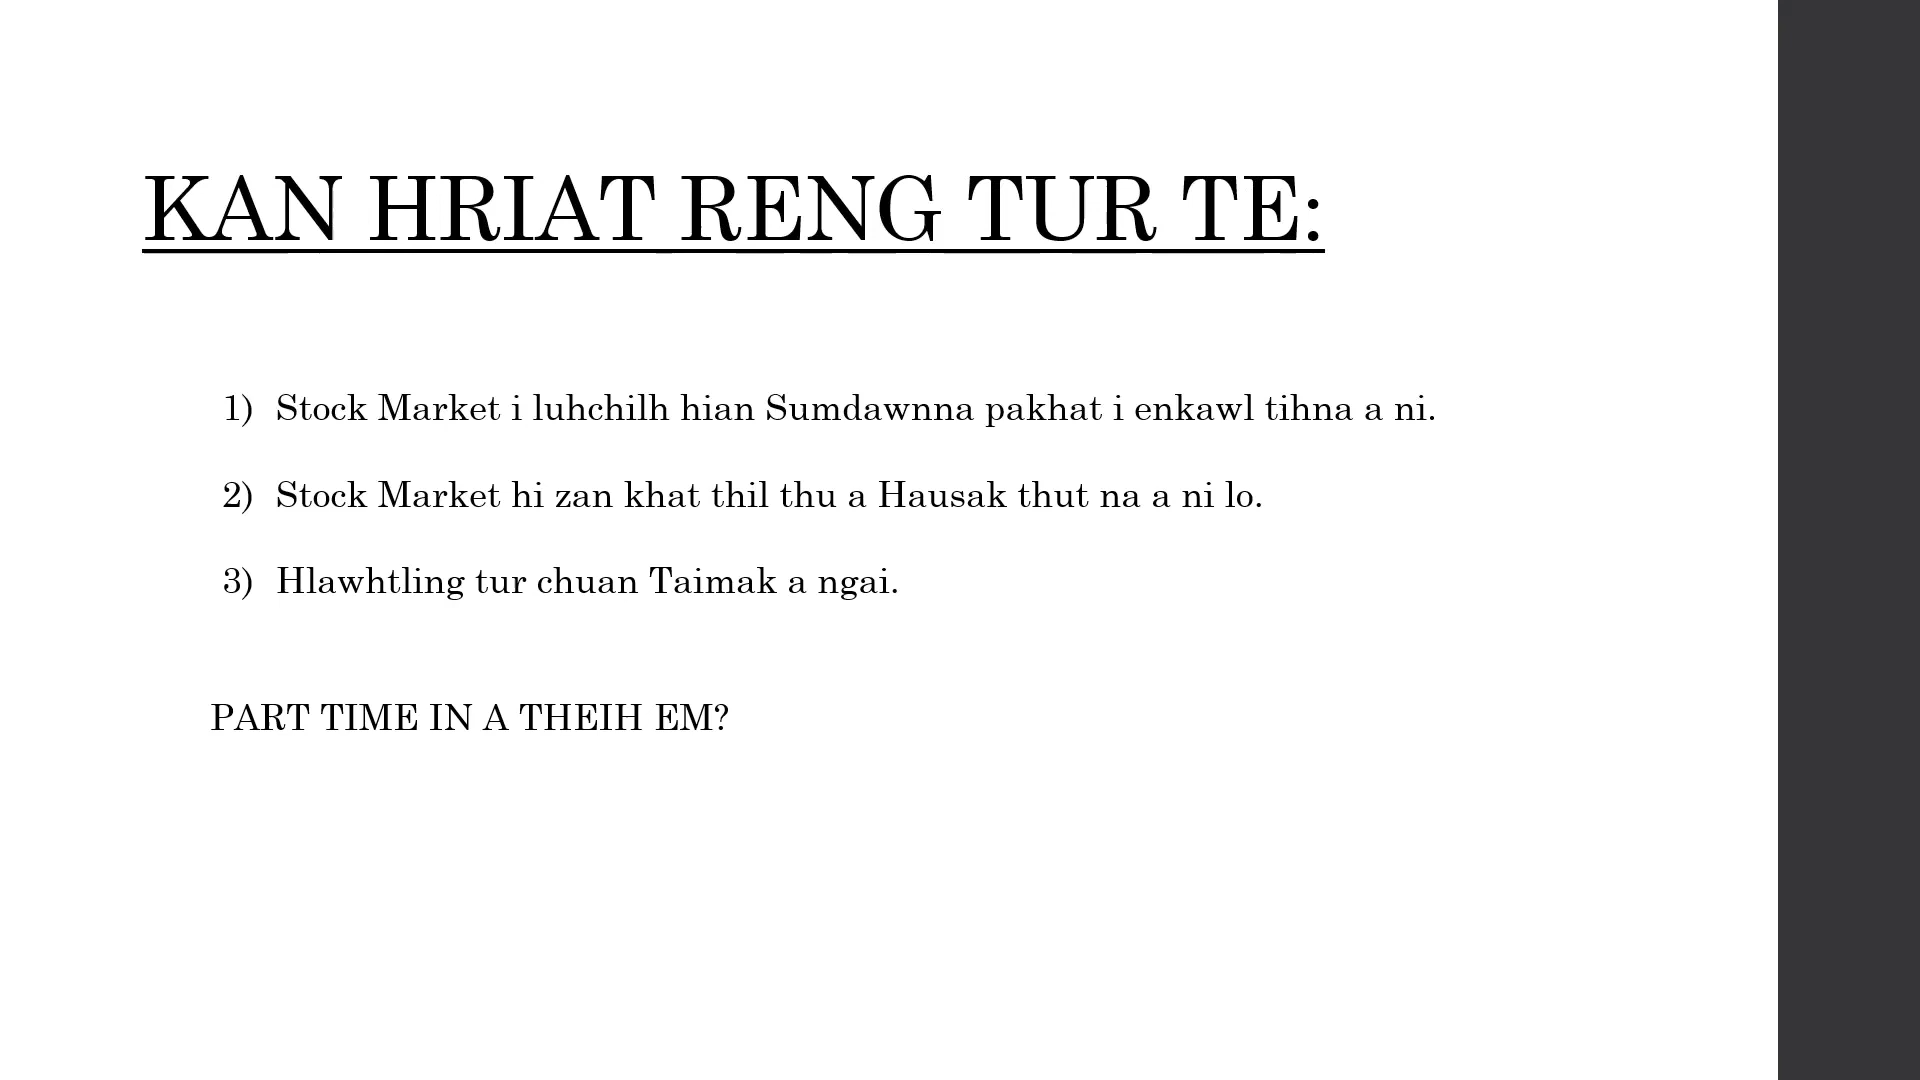 KAN HRIAT RENG TUR TE:
1) Stock Market i luhchilh hian Sumdawnna pakhat i enkawl tihna a ni.
2) Stock Market hi zan khat thil thu a Hausak thut na a ni lo.
3) Hlawhtling tur chuan Taimak a ngai.
PART TIME IN A THEIH EM?